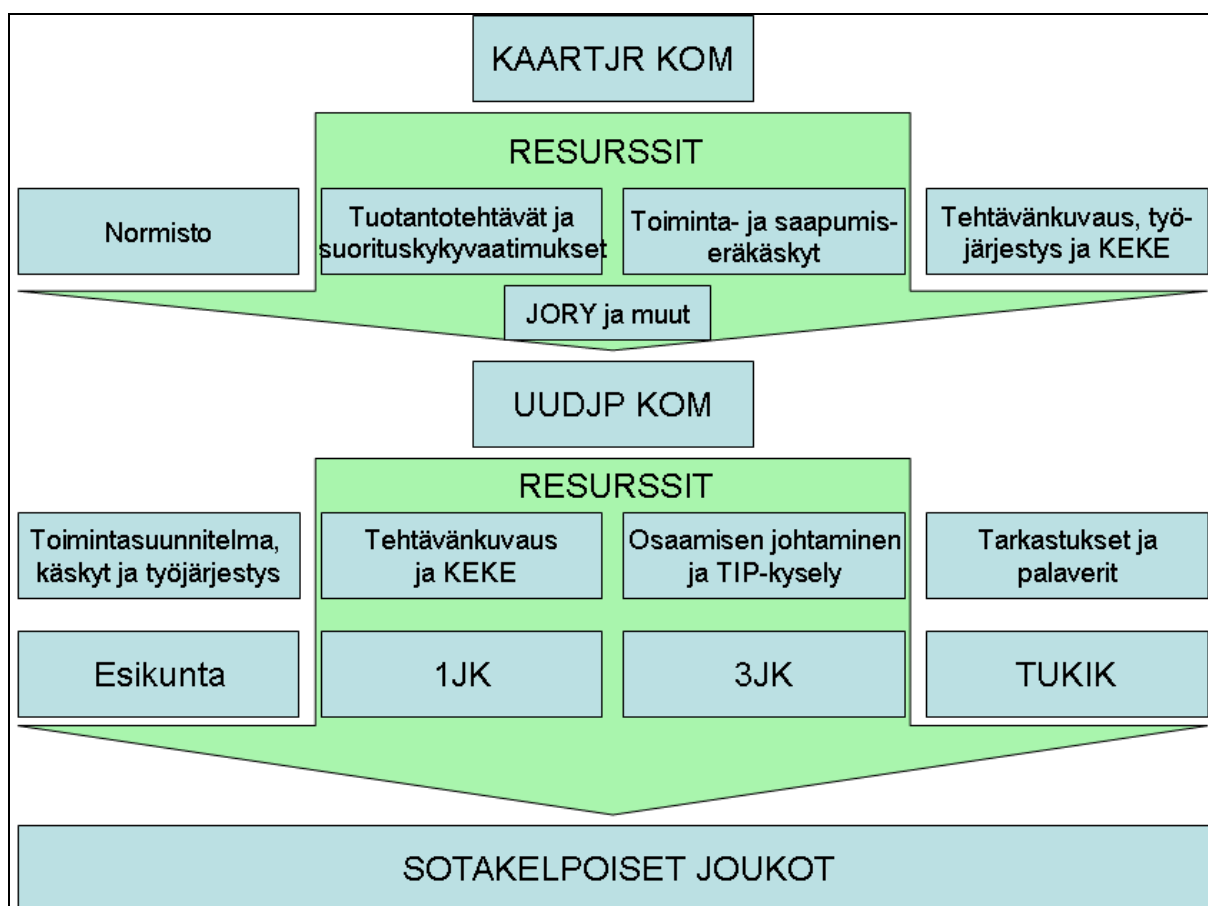 KAARTJR KOM
RESURSSIT
Normisto
Tuotantotehtävät ja
suorituskykyvaatimukset
Toiminta- ja saapumis-
eräkäskyt
Tehtävänkuvaus, työ-
järjestys ja KEKE
JORY ja muut
UUDJP KOM
RESURSSIT
Toimintasuunnitelma,
käskyt ja työjärjestys
Tehtävänkuvaus
ja KEKE
Osaamisen johtaminen
ja TIP-kysely
Tarkastukset ja
palaverit
Esikunta
1JK
3JK
TUKIK
SOTAKELPOISET JOUKOT